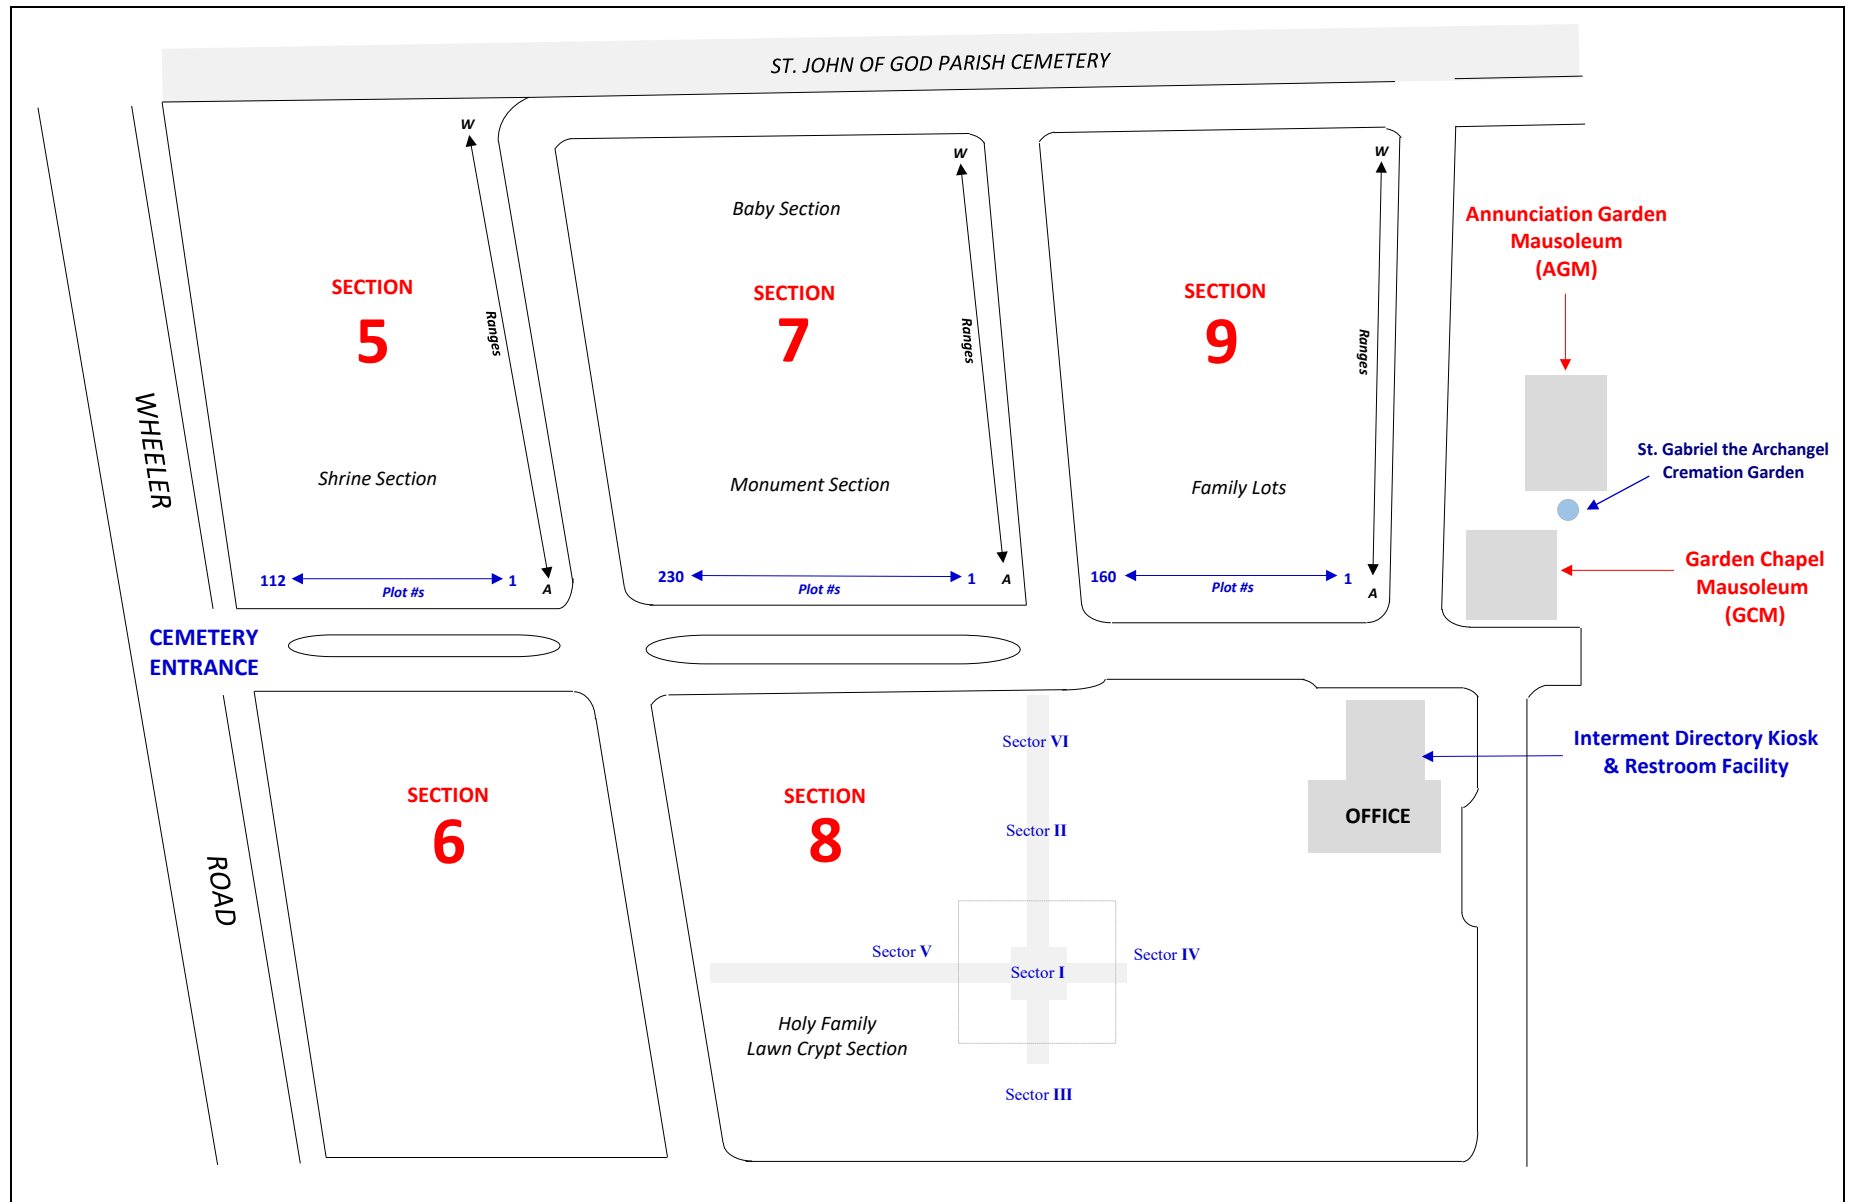 ST. JOHN OF GOD PARISH CEMETERY
W
W
W
Baby Section
Annunciation Garden
Mausoleum
(AGM)
SECTION
5
SECTION
7
SECTION
9
Ranges
Ranges
Ranges
WHEELER
ROAD
Shrine Section
Monument Section
Family Lots
St. Gabriel the Archangel
Cremation Garden
112
1
Plot #s
A
230
1
Plot #s
A
160
1
Plot #s
A
Garden Chapel
Mausoleum
(GCM)
CEMETERY
ENTRANCE
SECTION
6
SECTION
8
Sector VI
Sector II
Sector V
Sector I
Sector IV
Sector III
Holy Family
Lawn Crypt Section
Interment Directory Kiosk
& Restroom Facility
OFFICE